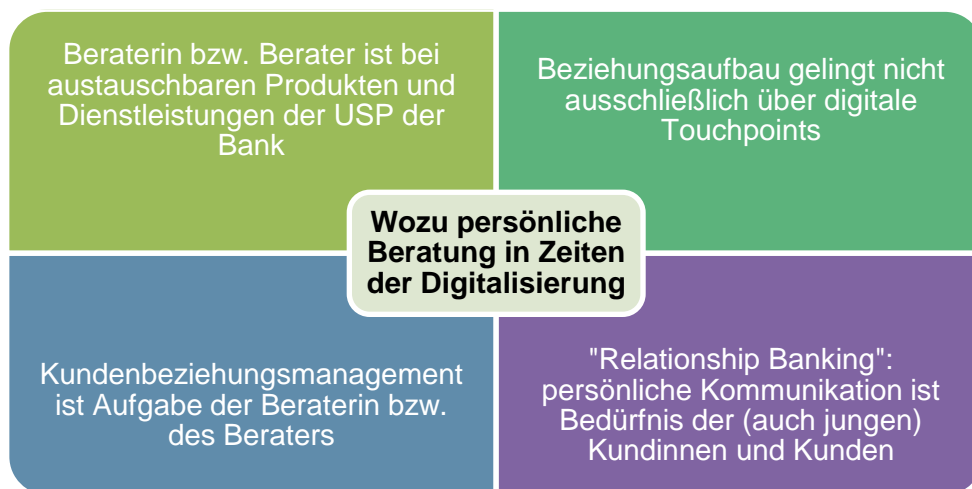 Beraterin bzw. Berater ist bei
austauschbaren Produkten und
Dienstleistungen der USP der
Bank
Beziehungsaufbau gelingt nicht
ausschließlich über digitale
Touchpoints
Wozu persönliche
Beratung in Zeiten
der Digitalisierung
Kundenbeziehungsmanagement
ist Aufgabe der Beraterin bzw.
des Beraters
"Relationship Banking":
persönliche Kommunikation ist
Bedürfnis der (auch jungen)
Kundinnen und Kunden